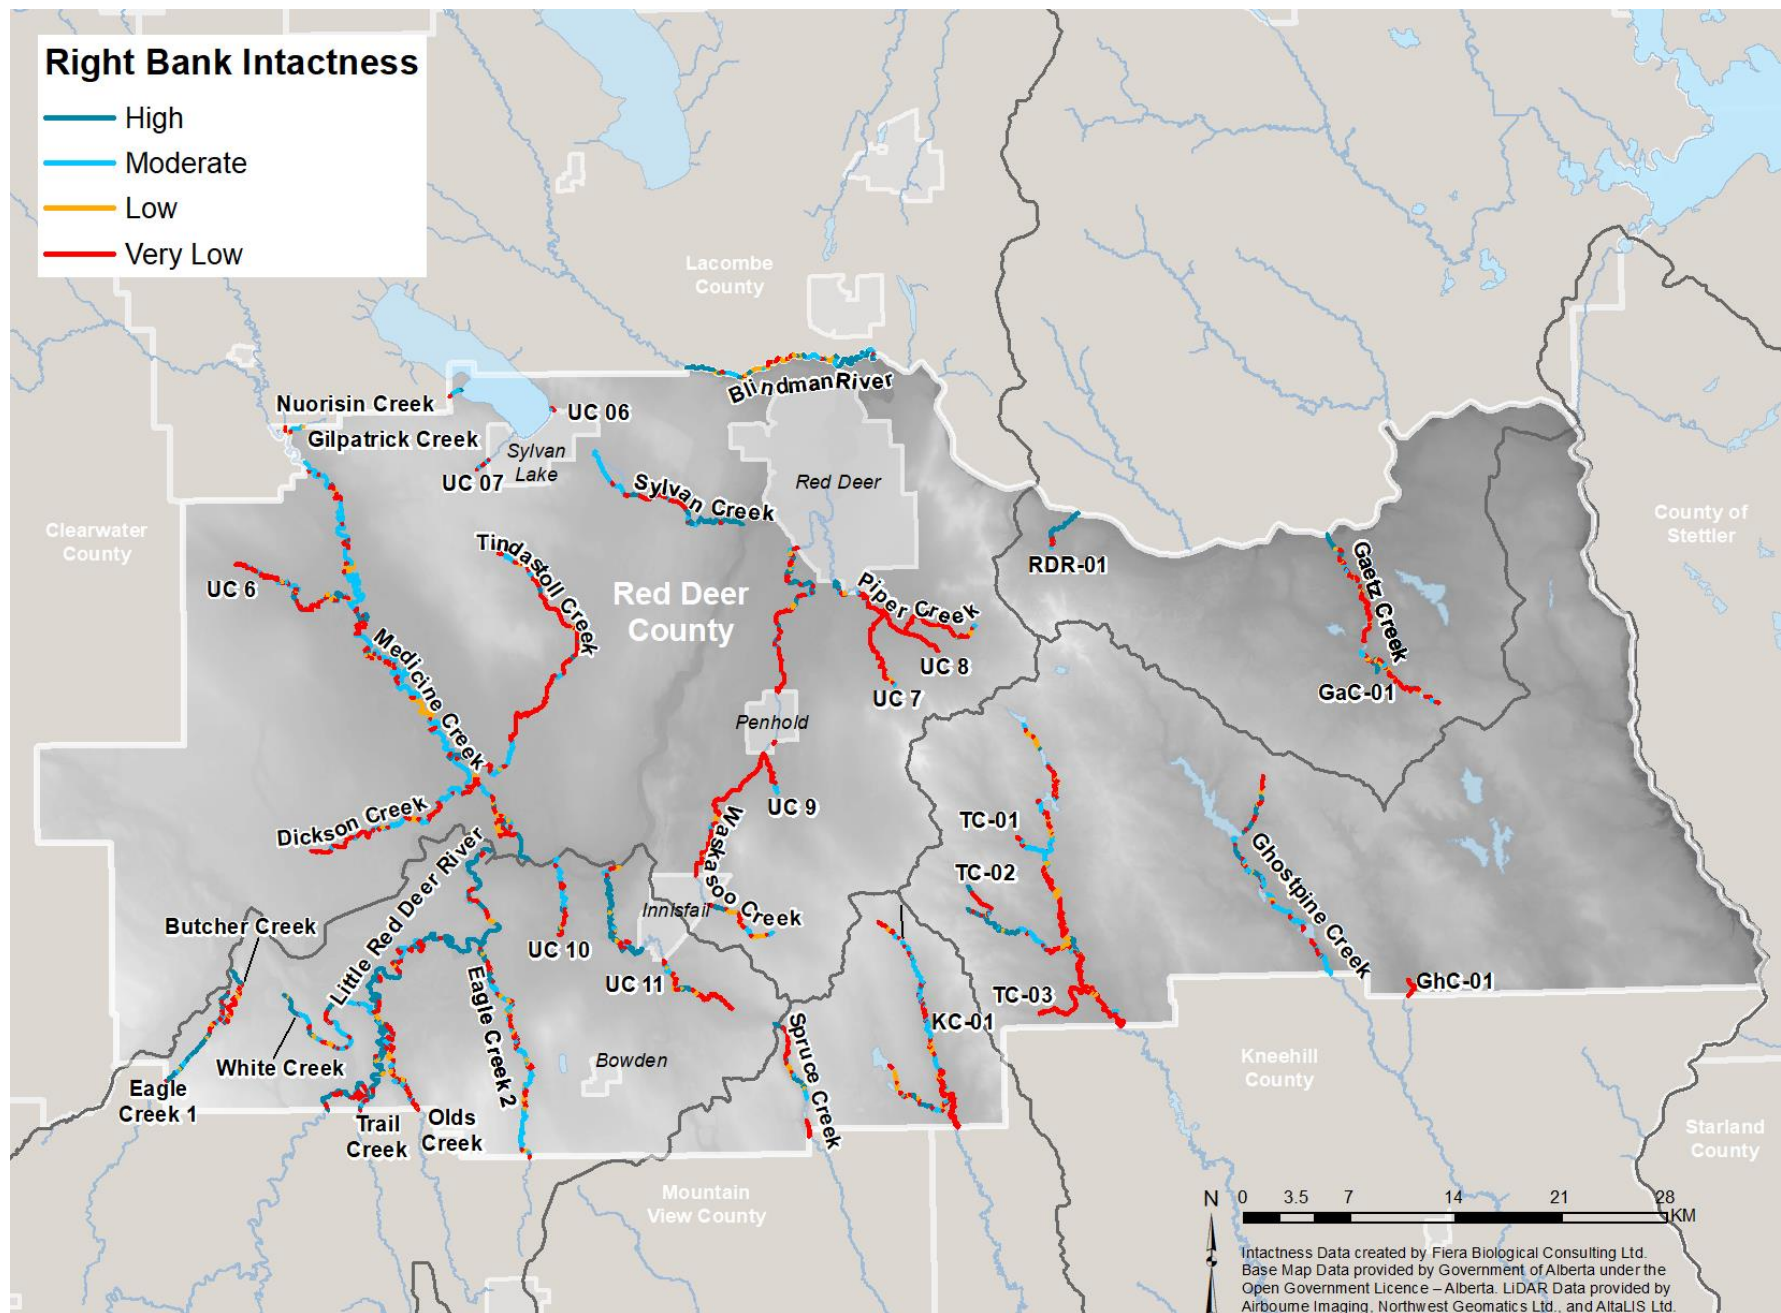 Right Bank Intactness
High
Moderate
Low
Very Low
Lacombe
County
Blindman River
Nuorisin Creek
UC 06
Gilpatrick Creek
Sylvan
Lake
UC 07
Sylvan Creek
Red Deer
Clearwater
County
County of
Stettler
Tindastoll Creek
RDR-01
Gaetz Creek
UC 6
Red Deer
County
Piper Creek
UC 8
UC 7
GaC-01
Medicine Creek
Penhold
UC 9
Dickson Creek
Waskasoo Creek
TC-01
TC-02
Ghostpine Creek
Little Red Deer River
Butcher Creek
Innisfail
UC 10
UC 11
Eagle Creek 2
TC-03
GhC-01
KC-01
Spruce Creek
White Creek
Bowden
Eagle
Creek 1
Trail
Creek
Olds
Creek
Kneehill
County
Starland
County
Mountain
View County
N
0 3.5 7 14 21 28
KM
Intactness Data created by Fiera Biological Consulting Ltd.
Base Map Data provided by Government of Alberta under the
Open Government Licence – Alberta. LiDAR Data provided by
Airbourne Imaging, Northwest Geomatics Ltd., and AltaLIS Ltd.